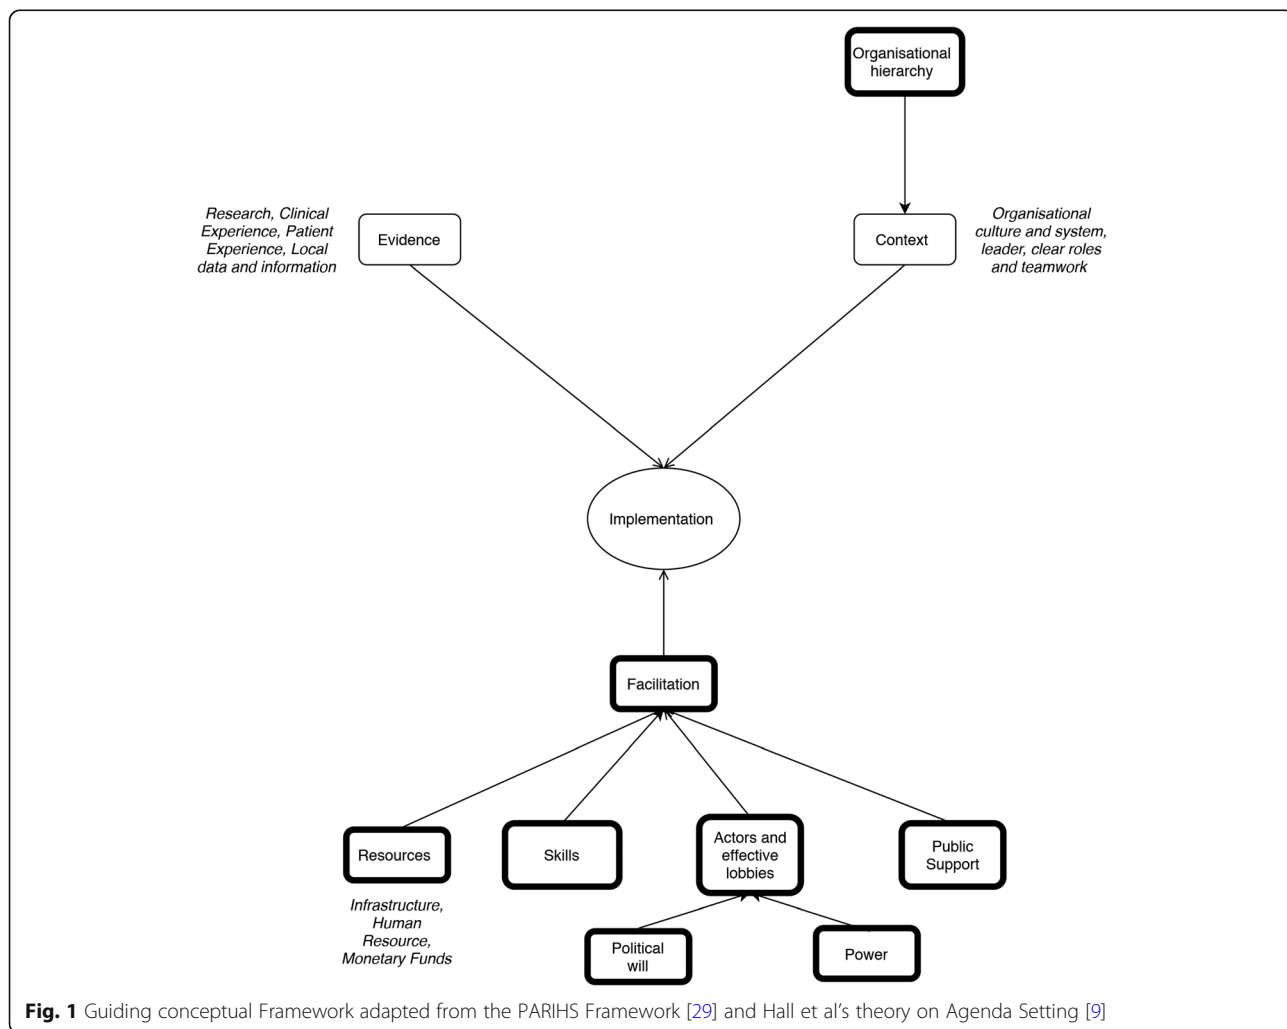 Organisational
hierarchy
Research, Clinical
Experience, Patient
Experience, Local
data and information
Evidence
Context
Organisational
culture and system,
leader, clear roles
and teamwork
Implementation
Facilitation
Resources
Skills
Actors and
effective
lobbies
Public
Support
Infrastructure,
Human
Resource,
Monetary Funds
Political
will
Power
Fig. 1 Guiding conceptual Framework adapted from the PARIHS Framework [29] and Hall et al's theory on Agenda Setting [9]